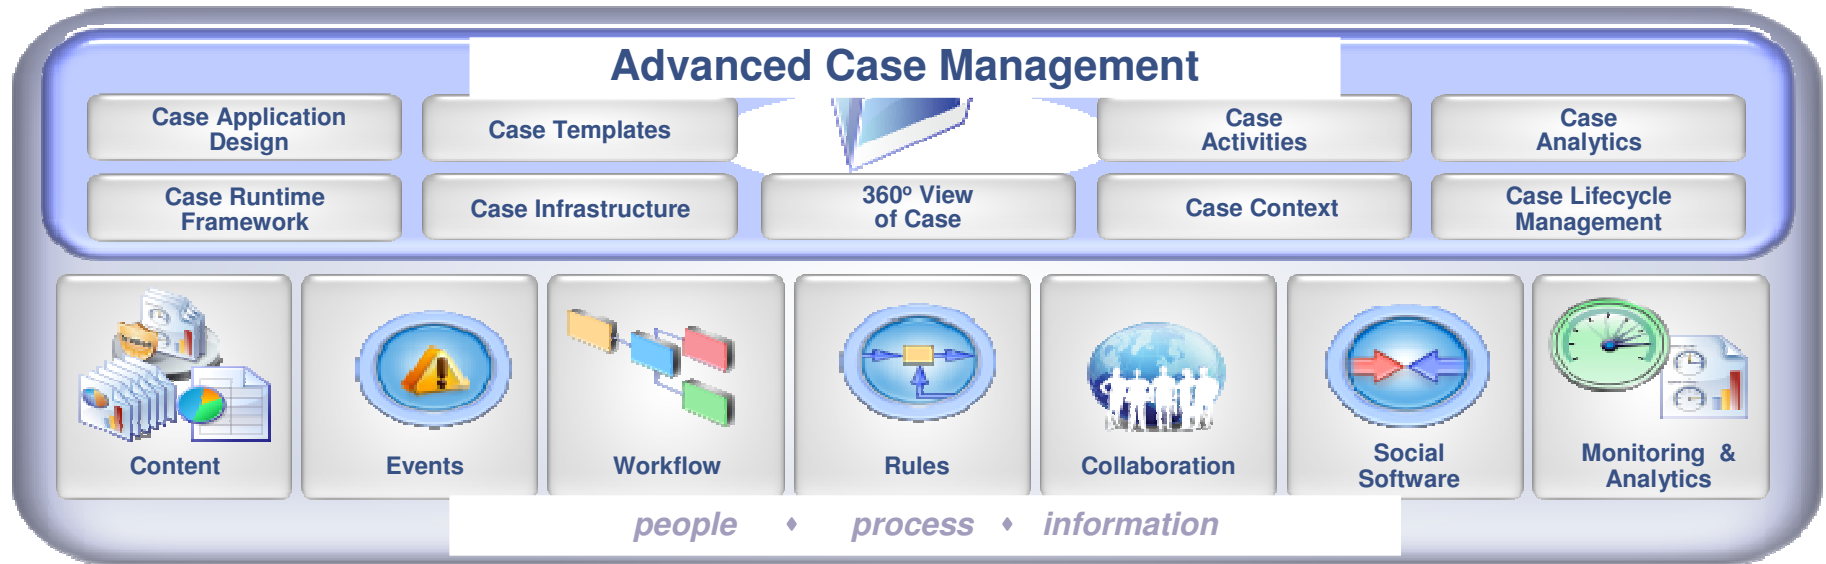 Advanced Case Management
Case Application
Design
Case Templates
Case
Activities
Case
Analytics
Case Runtime
Framework
Case Infrastructure
360º View
of Case
Case Context
Case Lifecycle
Management
Content
Events
Workflow
Rules
Collaboration
Social
Software
Monitoring &
Analytics
people ♦ process ♦ information